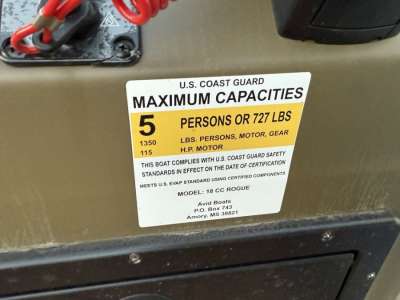 U.S. COAST GUARD
MAXIMUM CAPACITIES
5 PERSONS OR 727 LBS
1350 LBS. PERSONS, MOTOR, GEAR
115 H.P. MOTOR
THIS BOAT COMPLIES WITH U.S. COAST GUARD SAFETY
STANDARDS IN EFFECT ON THE DATE OF CERTIFICATION
MEETS U.S. EVAP STANDARD USING CERTIFIED COMPONENTS
MODEL: 18 CC ROGUE
Avid Boats
P.O. Box 743
Amory, MS 38821